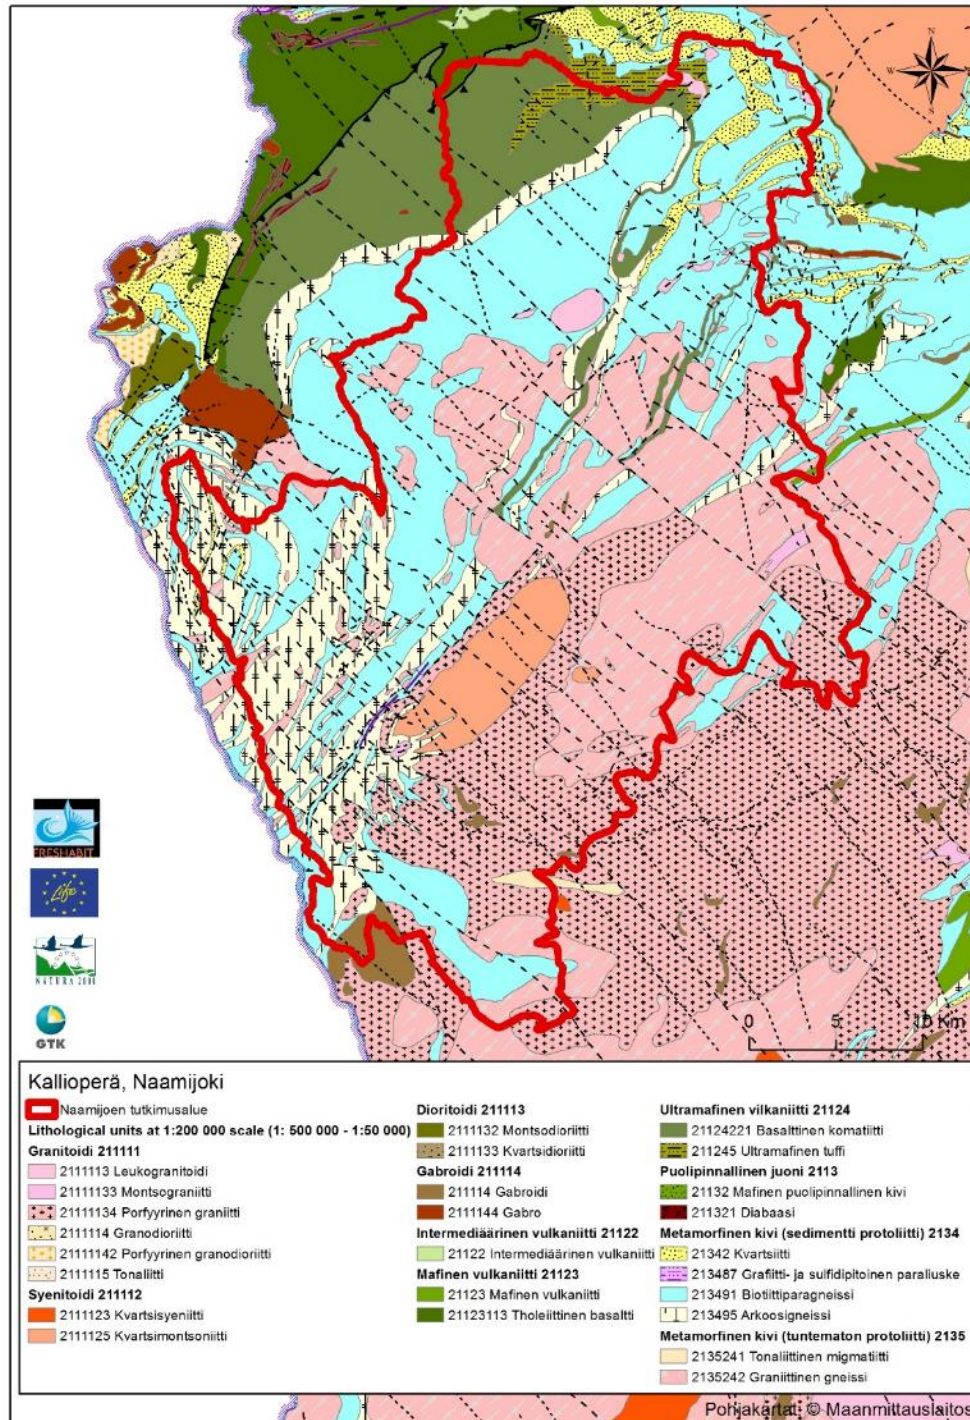 N
W
S
FRESHABIT
Life
NATURA 2000
GTK
0 5 10 Km
Kallioperä, Naamijoki
Naamijoen tutkimusalue
Lithological units at 1:200 000 scale (1: 500 000 - 1:50 000)
Granitoidi 211111
2111113 Leukogranitoidi
21111133 Montsograniitti
21111134 Porfyyrinen graniitti
2111114 Granodioriitti
21111142 Porfyyrinen granodioriitti
2111115 Tonaliitti
Syenitoidi 211112
2111123 Kvartsisyeniitti
2111125 Kvartsimontsoniitti
Dioritoidi 211113
2111132 Montsodioriitti
2111133 Kvartsidioriitti
Gabroidi 211114
211114 Gabroidi
2111144 Gabro
Intermediäärinen vulkaniitti 21122
21122 Intermediäärinen vulkaniitti
Mafinen vulkaniitti 21123
21123 Mafinen vulkaniitti
21123113 Tholeiittinen basaltti
Ultramafinen vilkaniitti 21124
21124221 Basalttinen komatiitti
211245 Ultramafinen tuffi
Puolipinnallinen juoni 2113
21132 Mafinen puolipinnallinen kivi
211321 Diabaasi
Metamorfinen kivi (sedimentti protoliitti) 2134
21342 Kvartsiitti
213487 Grafiitti- ja sulfidipitoinen paraliuske
213491 Biotiittiparagneissi
213495 Arkoosigneissi
Metamorfinen kivi (tuntematon protoliitti) 2135
2135241 Tonaliittinen migmatiitti
2135242 Graniittinen gneissi
Pohjakartat: © Maanmittauslaitos